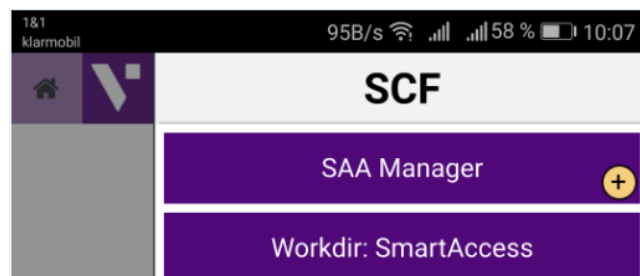 1&1
klarmobil
95B/s 58 % 10:07
SCF
SAA Manager
+
Workdir: SmartAccess